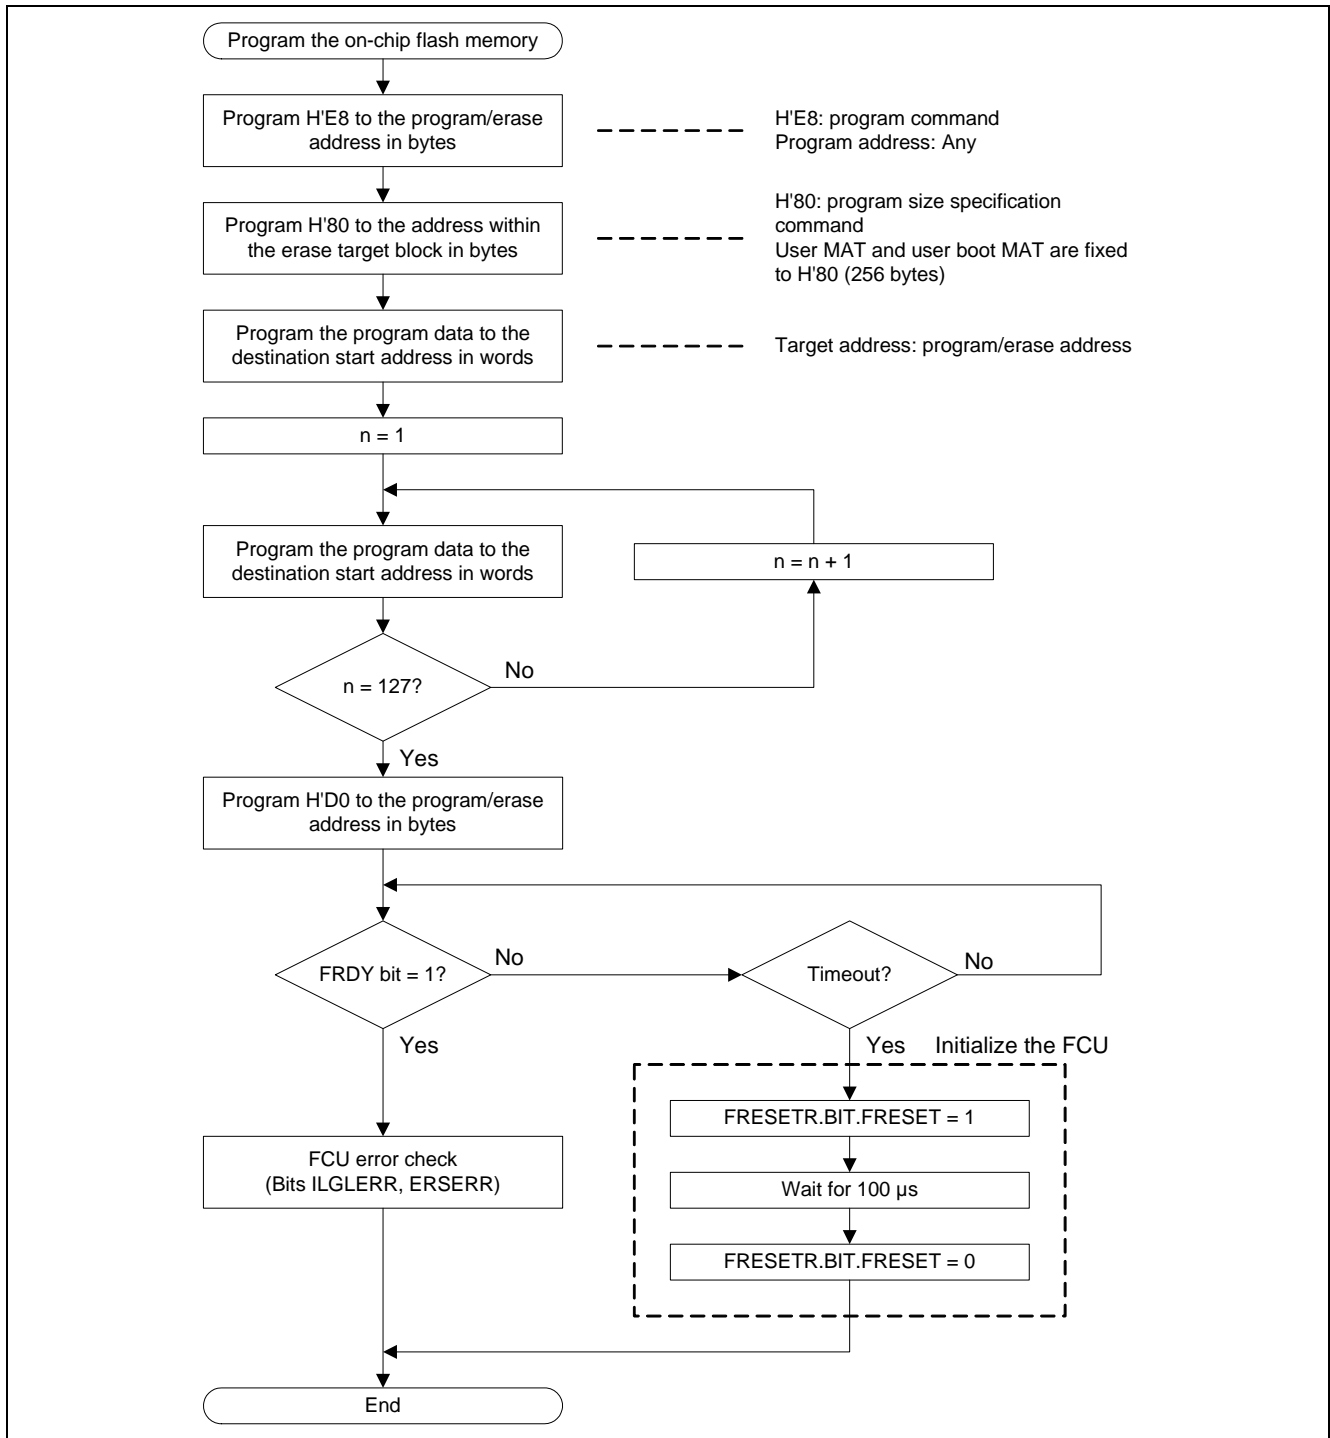 Program the on-chip flash memory
Program H'E8 to the program/erase
address in bytes
H'E8: program command
Program address: Any
Program H'80 to the address within
the erase target block in bytes
H'80: program size specification
command
User MAT and user boot MAT are fixed
to H'80 (256 bytes)
Program the program data to the
destination start address in words
Target address: program/erase address
n = 1
Program the program data to the
destination start address in words
n = n + 1
n = 127?
No
Yes
Program H'D0 to the program/erase
address in bytes
FRDY bit = 1?
No
Timeout?
No
Yes
Yes
Initialize the FCU
FRESETR.BIT.FRESET = 1
FCU error check
(Bits ILGLERR, ERSERR)
Wait for 100 µs
FRESETR.BIT.FRESET = 0
End